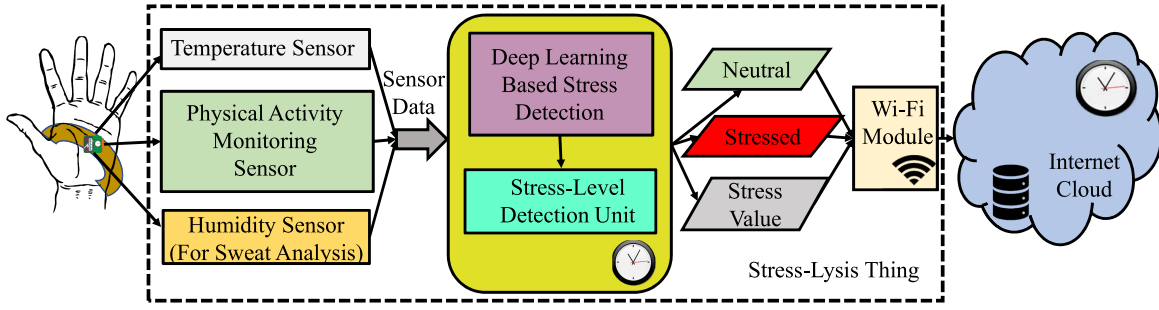 Temperature Sensor
Physical Activity
Monitoring
Sensor
Humidity Sensor
(For Sweat Analysis)
Sensor
Data
Deep Learning
Based Stress
Detection
Stress-Level
Detection Unit
Neutral
Stressed
Stress
Value
Wi-Fi
Module
Internet
Cloud
Stress-Lysis Thing